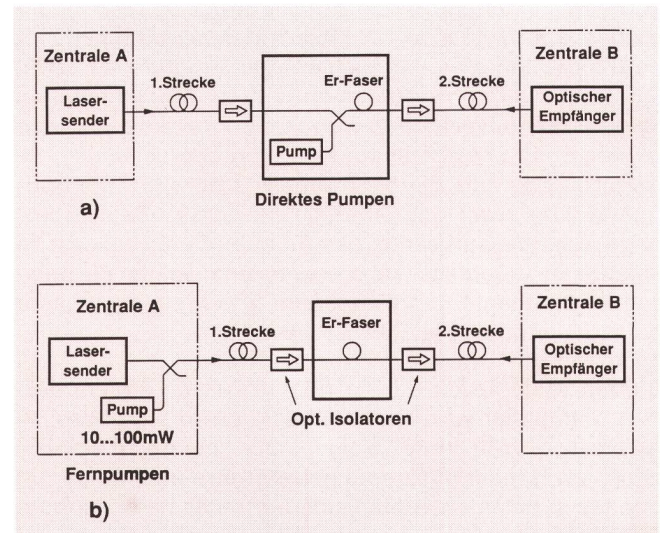 Zentrale A
Laser-
sender
1.Strecke
Er-Faser
Pump
Direktes Pumpen
2.Strecke
Zentrale B
Optischer
Empfänger
a)
Zentrale A
Laser-
sender
Pump
10...100mW
Fernpumpen
1.Strecke
Er-Faser
Opt. Isolatoren
2.Strecke
Zentrale B
Optischer
Empfänger
b)